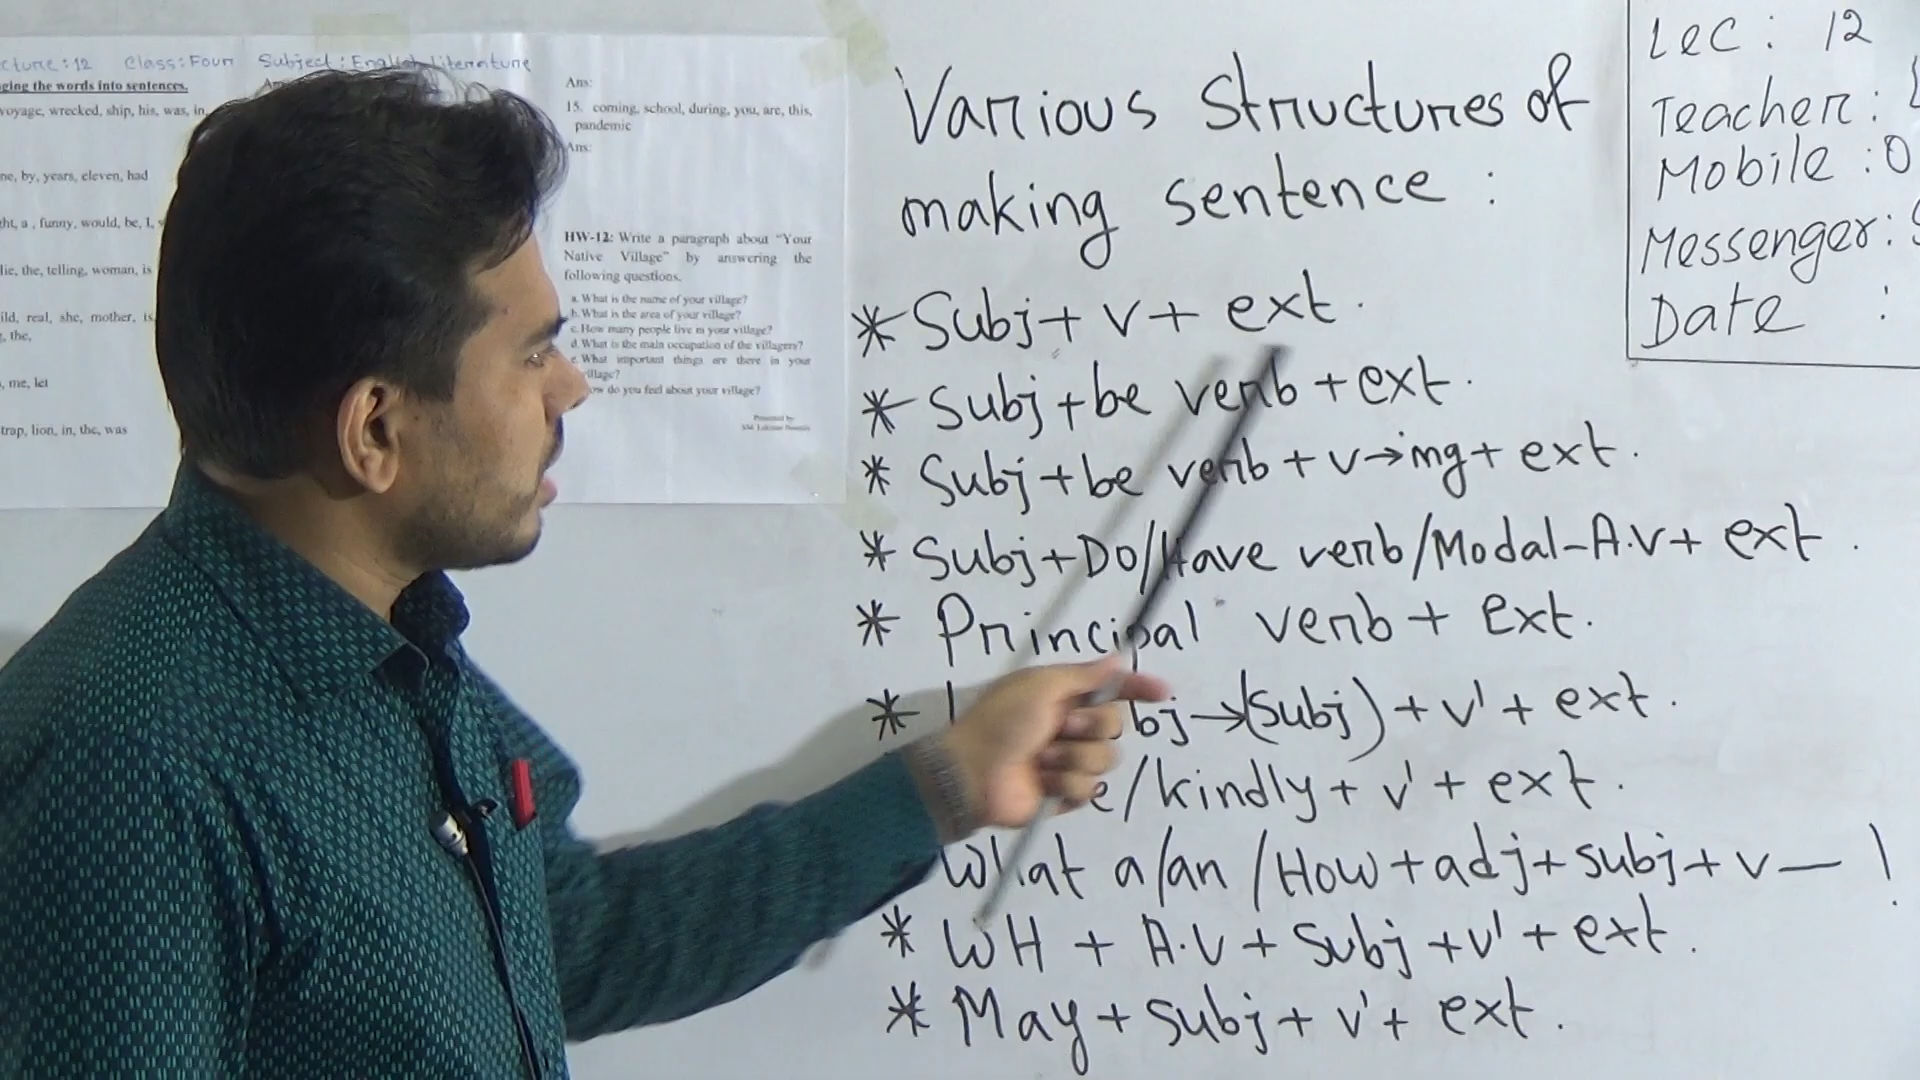 cture:12 Class:Four Subject:English Literature
ging the words into sentences.
voyage, wrecked, ship, his, was, in,
by, years, eleven, had
a , funny, would, be, I,
lie, the, telling, woman, is
real, she, mother, is,
the,
me, let
trap, lion, in, the, was
Ans:
15. coming, school, during, you, are, this,
pandemic
Ans:
HW-12: Write a paragraph about "Your
Native Village" by answering the
following questions.
a. What is the name of your village?
b. What is the area of your village?
c. How many people live in your village?
d. What is the main occupation of the villagers?
e. What important things are there in your
village?
do you feel about your village?
Presented by
Various Structures of
making sentence :
* Subj + v + ext.
* Subj + be verb + ext.
* Subj + be verb + v→ing + ext.
* Subj + Do/Have verb/Modal-A.V + ext.
* Principal verb + Ext.
* bj→(Subj) + v' + ext.
e/kindly + v' + ext.
What a/an /How + adj + subj + v — !
* WH + A.V + Subj + v' + ext.
* May + subj + v' + ext.
Lec : 12
Teacher :
Mobile : 0
Messenger :
Date :